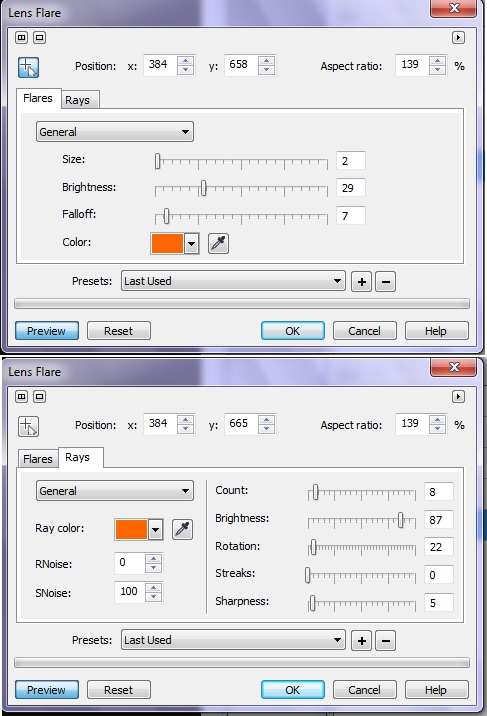 Lens Flare
Position: x: 384 y: 658 Aspect ratio: 139 %
Flares Rays
General
Size: 2
Brightness: 29
Falloff: 7
Color:
Presets: Last Used
Preview Reset OK Cancel Help
Lens Flare
Position: x: 384 y: 665 Aspect ratio: 139 %
Flares Rays
General Count: 8
Brightness: 87
Ray color: Rotation: 22
RNoise: 0 Streaks: 0
SNoise: 100 Sharpness: 5
Presets: Last Used
Preview Reset OK Cancel Help